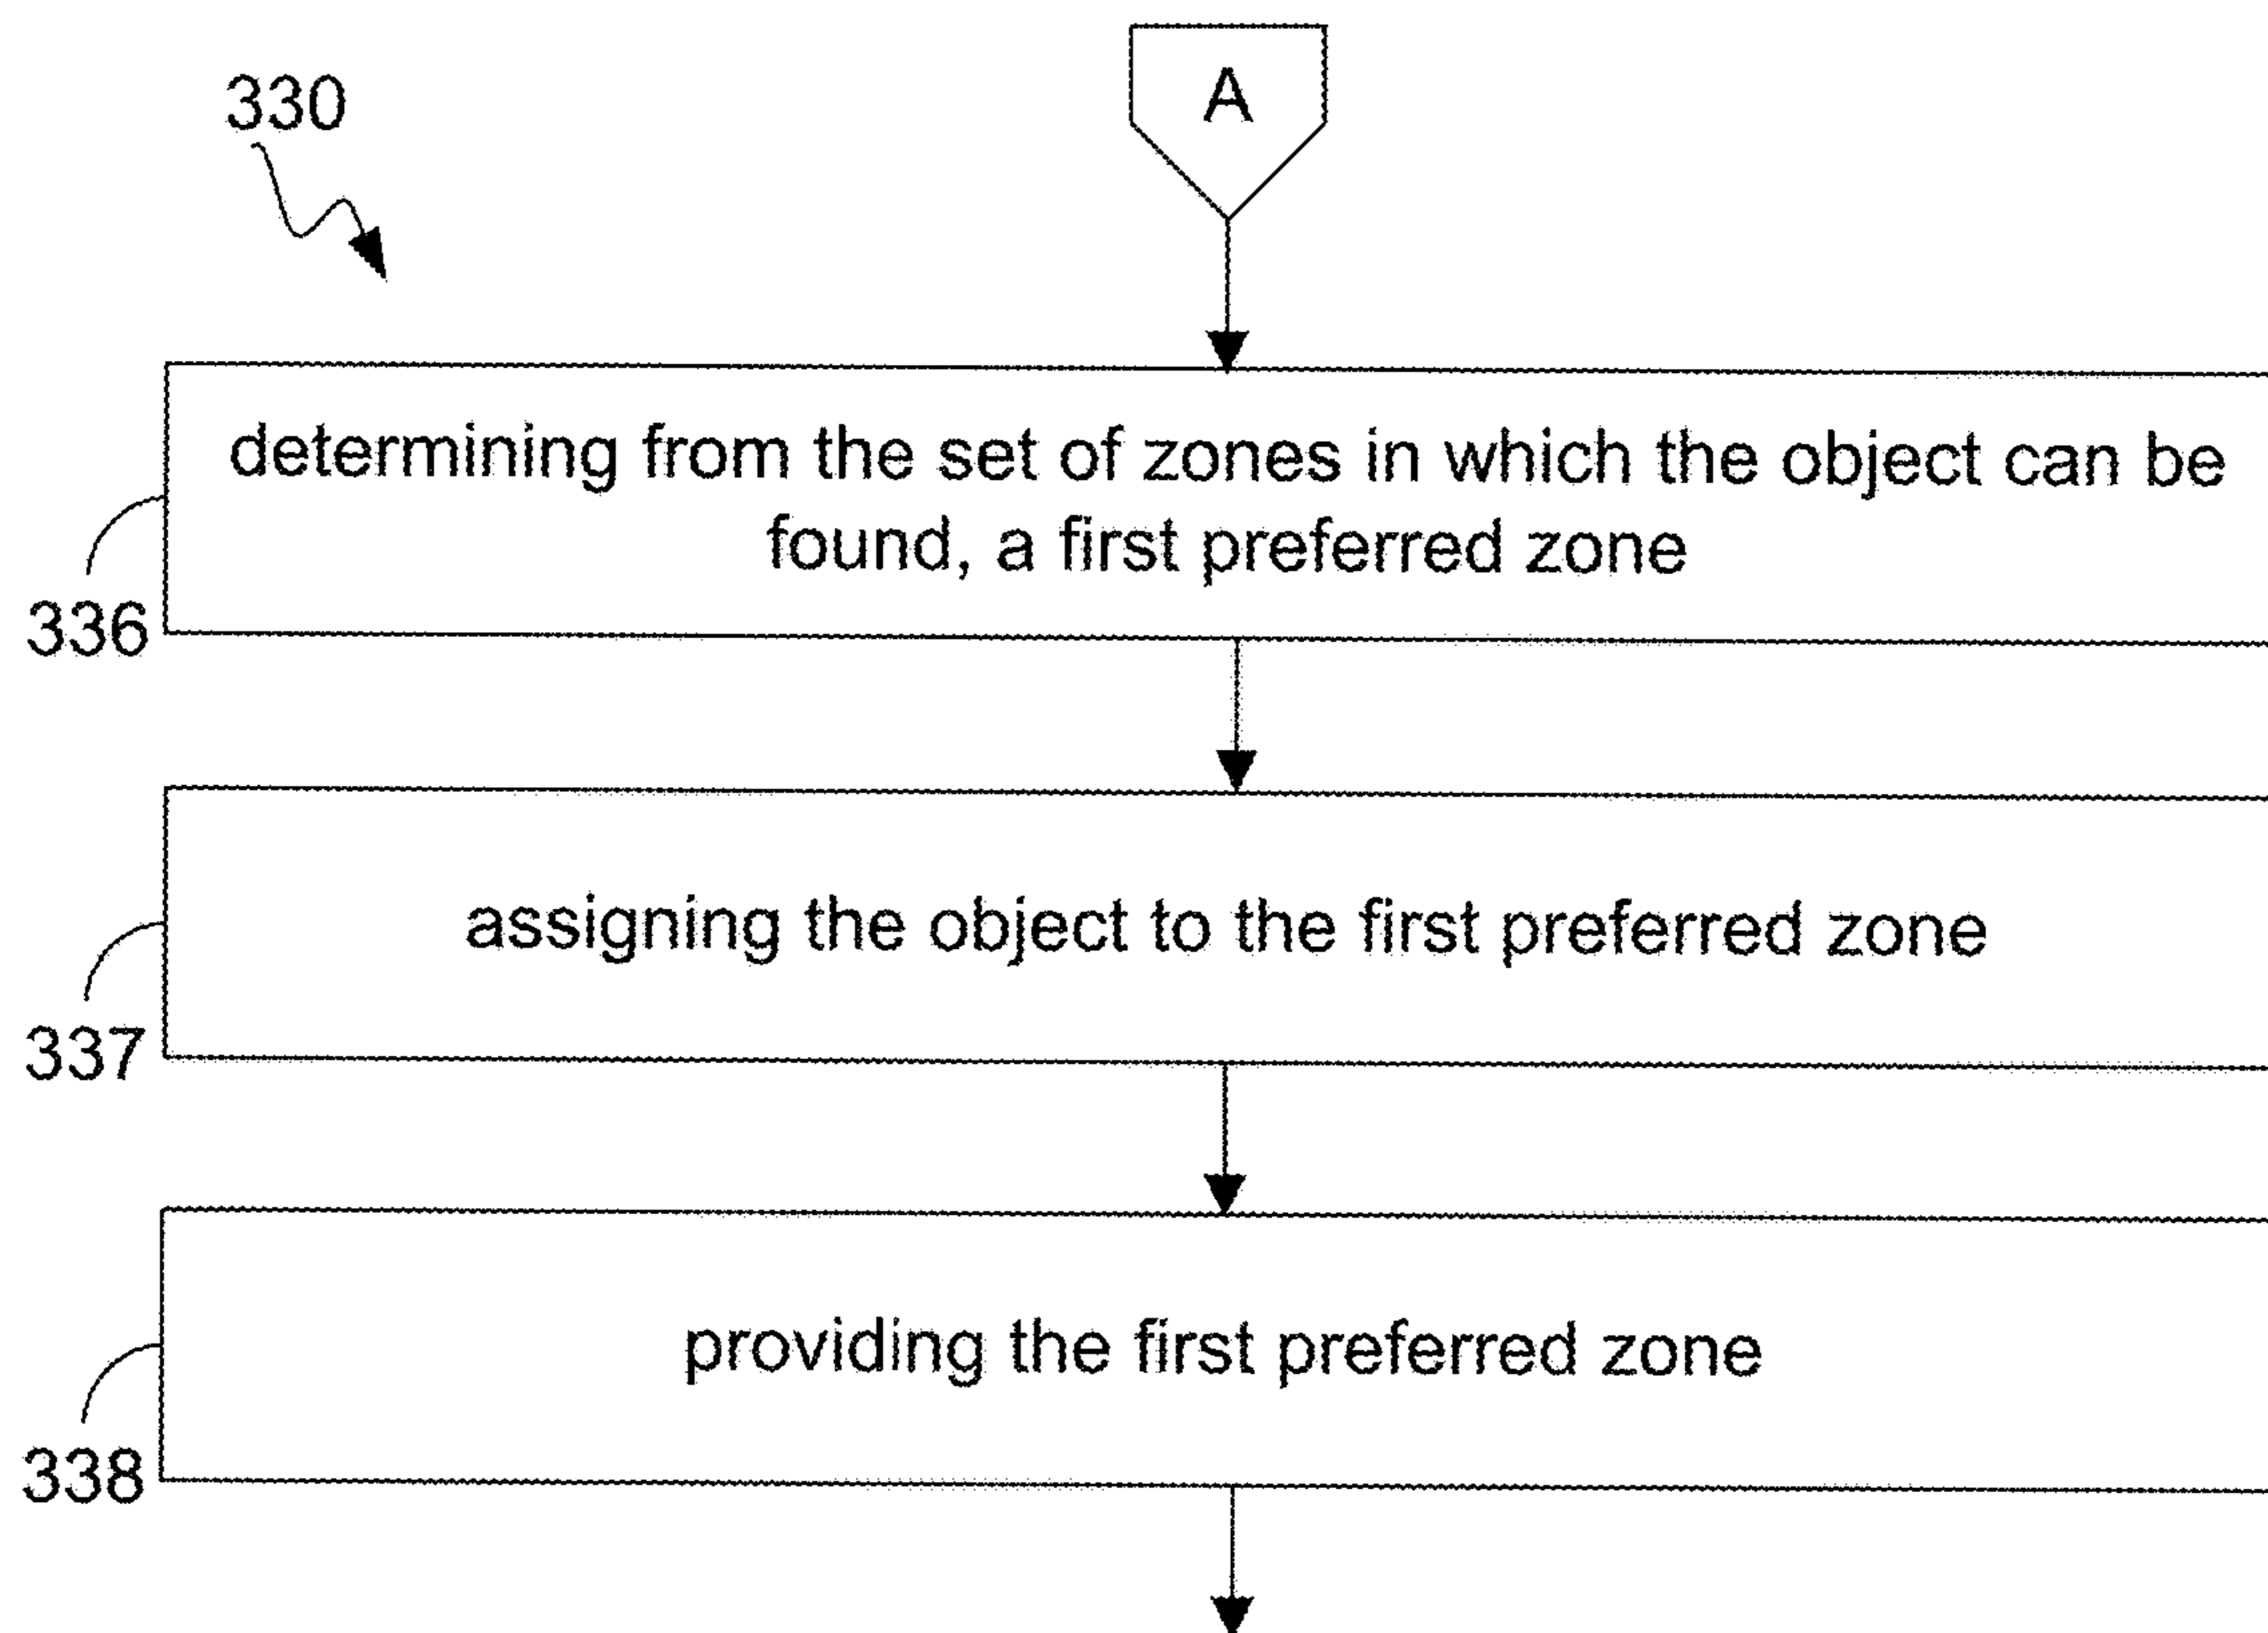 A
330
determining from the set of zones in which the object can be
found, a first preferred zone
336
assigning the object to the first preferred zone
337
providing the first preferred zone
338